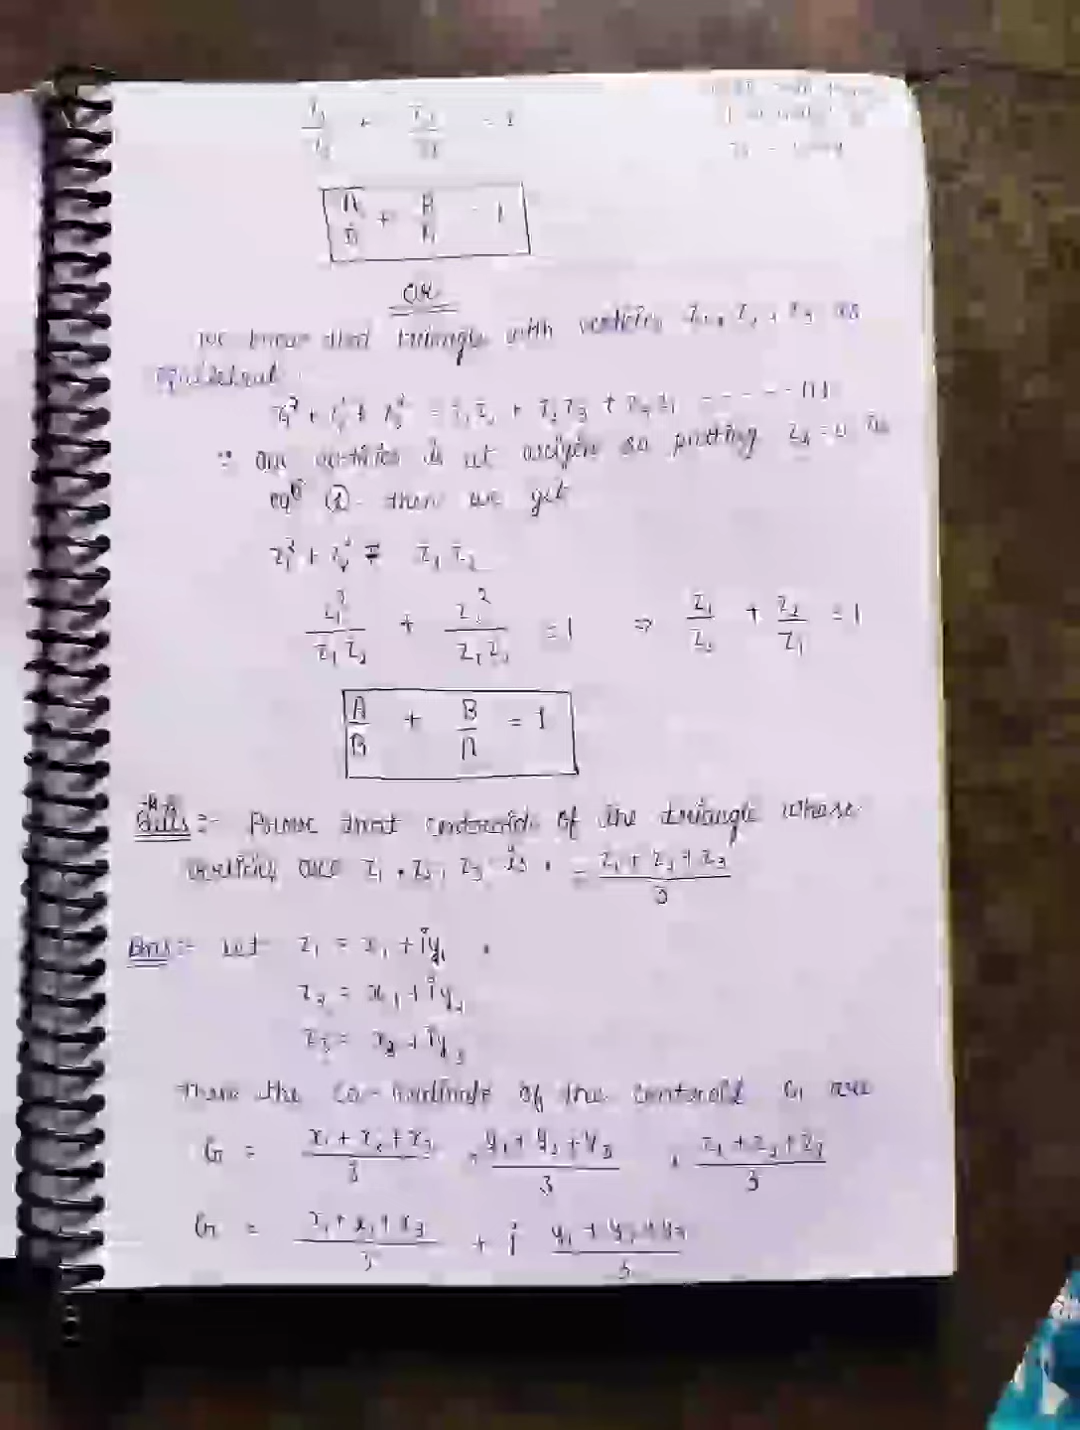 A/B + B/A = 1
OR
we know that triangle with vertices z₁, z₂, z₃ is
equilateral
z₁² + z₂² + z₃² = z₁z₂ + z₂z₃ + z₃z₁ ------(1)
∵ one vertices is at origin so putting in
eqⁿ ① then we get
z₁² + z₂² = z₁z₂
z₁²/z₁z₂ + z₂²/z₁z₂ = 1 ⇒ z₁/z₂ + z₂/z₁ = 1
A/B + B/A = 1
Prove that centroid of the triangle whose
vertices are z₁, z₂, z₃ is = z₁ + z₂ + z₃/3
Ans:- Let z₁ = x₁ + iy₁
z₂ = + iy₂
z₃ = + iy₃
Then the co-ordinate of the centroid G are
G = x₁ + x₂ + x₃/3 , y₁ + y₂ + y₃/3 , z₁ + z₂ + z₃/3
G = x₁ + x₂ + x₃/3 + i y₁ + y₂ + y₃/3